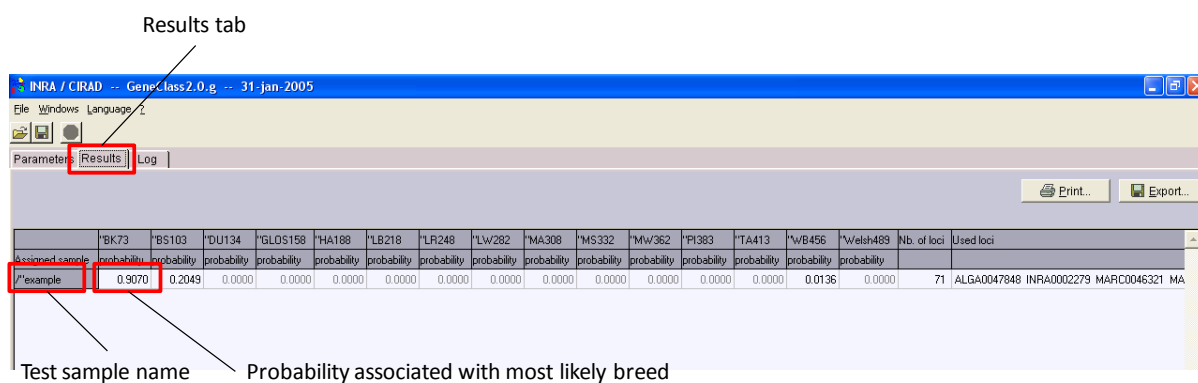 Results tab
INRA / CIRAD -- GeneClass2.0.g -- 31-jan-2005
File Windows Language ?
Parameters Results Log
Print... Export...
"BK73 "BS103 "DU134 "GLOS158 "HA188 "LB218 "LR248 "LW282 "MA308 "MS332 "MW362 "PI383 "TA413 "WB456 "Welsh489 Nb. of loci Used loci
Assigned sample probability probability probability probability probability probability probability probability probability probability probability probability probability probability probability
/"example 0.9070 0.2049 0.0000 0.0000 0.0000 0.0000 0.0000 0.0000 0.0000 0.0000 0.0000 0.0000 0.0000 0.0136 0.0000 71 ALGA0047848 INRA0002279 MARC0046321 MA
Test sample name Probability associated with most likely breed